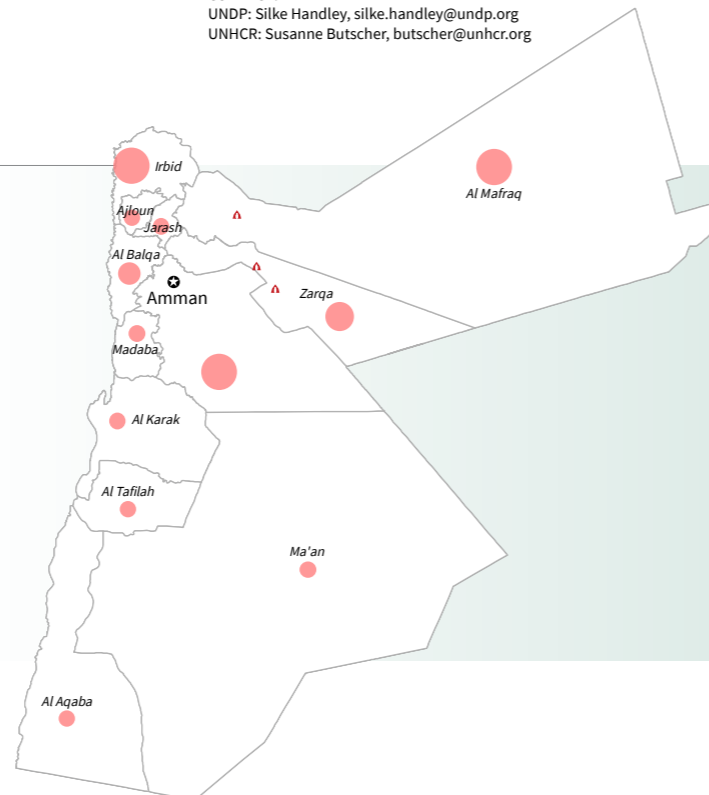 UNDP: Silke Handley, silke.handley@undp.org
UNHCR: Susanne Butscher, butscher@unhcr.org
Irbid
Al Mafraq
Ajloun
Jarash
Al Balqa
Amman
Zarqa
Madaba
Al Karak
Al Tafilah
Ma'an
Al Aqaba